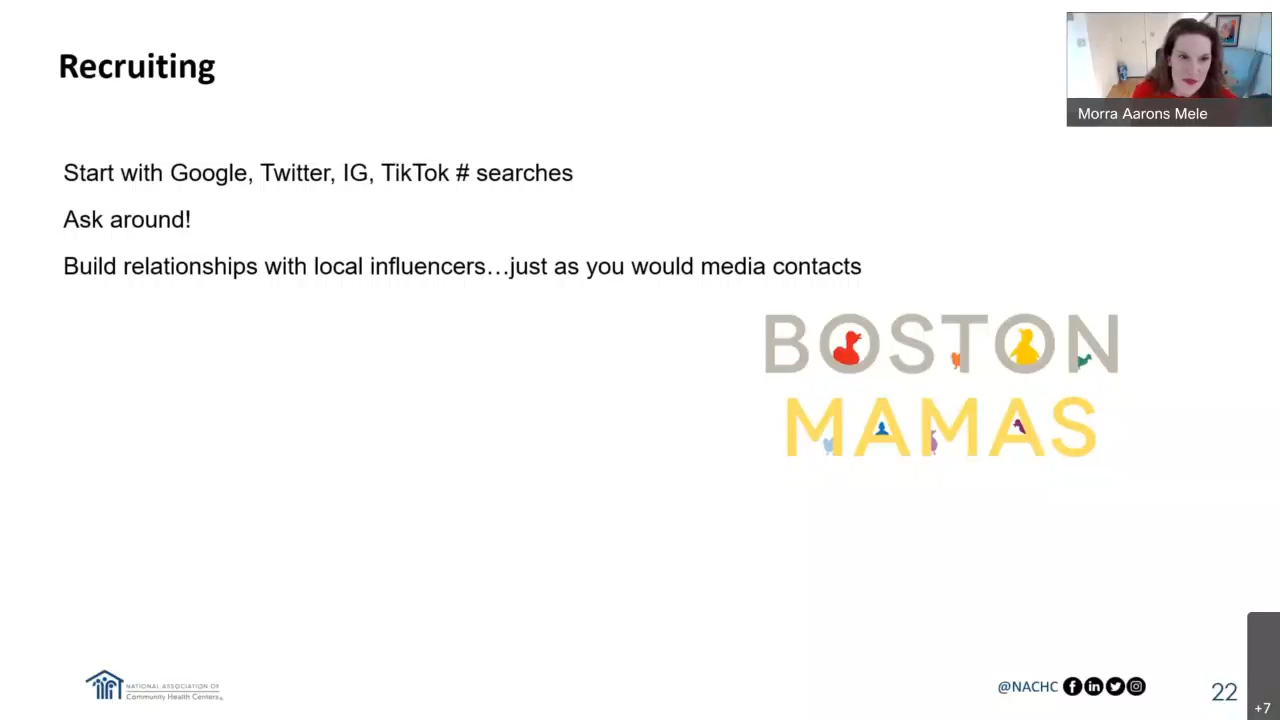 Recruiting
Morra Aarons Mele
Start with Google, Twitter, IG, TikTok # searches
Ask around!
Build relationships with local influencers…just as you would media contacts
BOSTON
MAMAS
NATIONAL ASSOCIATION OF
Community Health Centers
@NACHC
22
+7